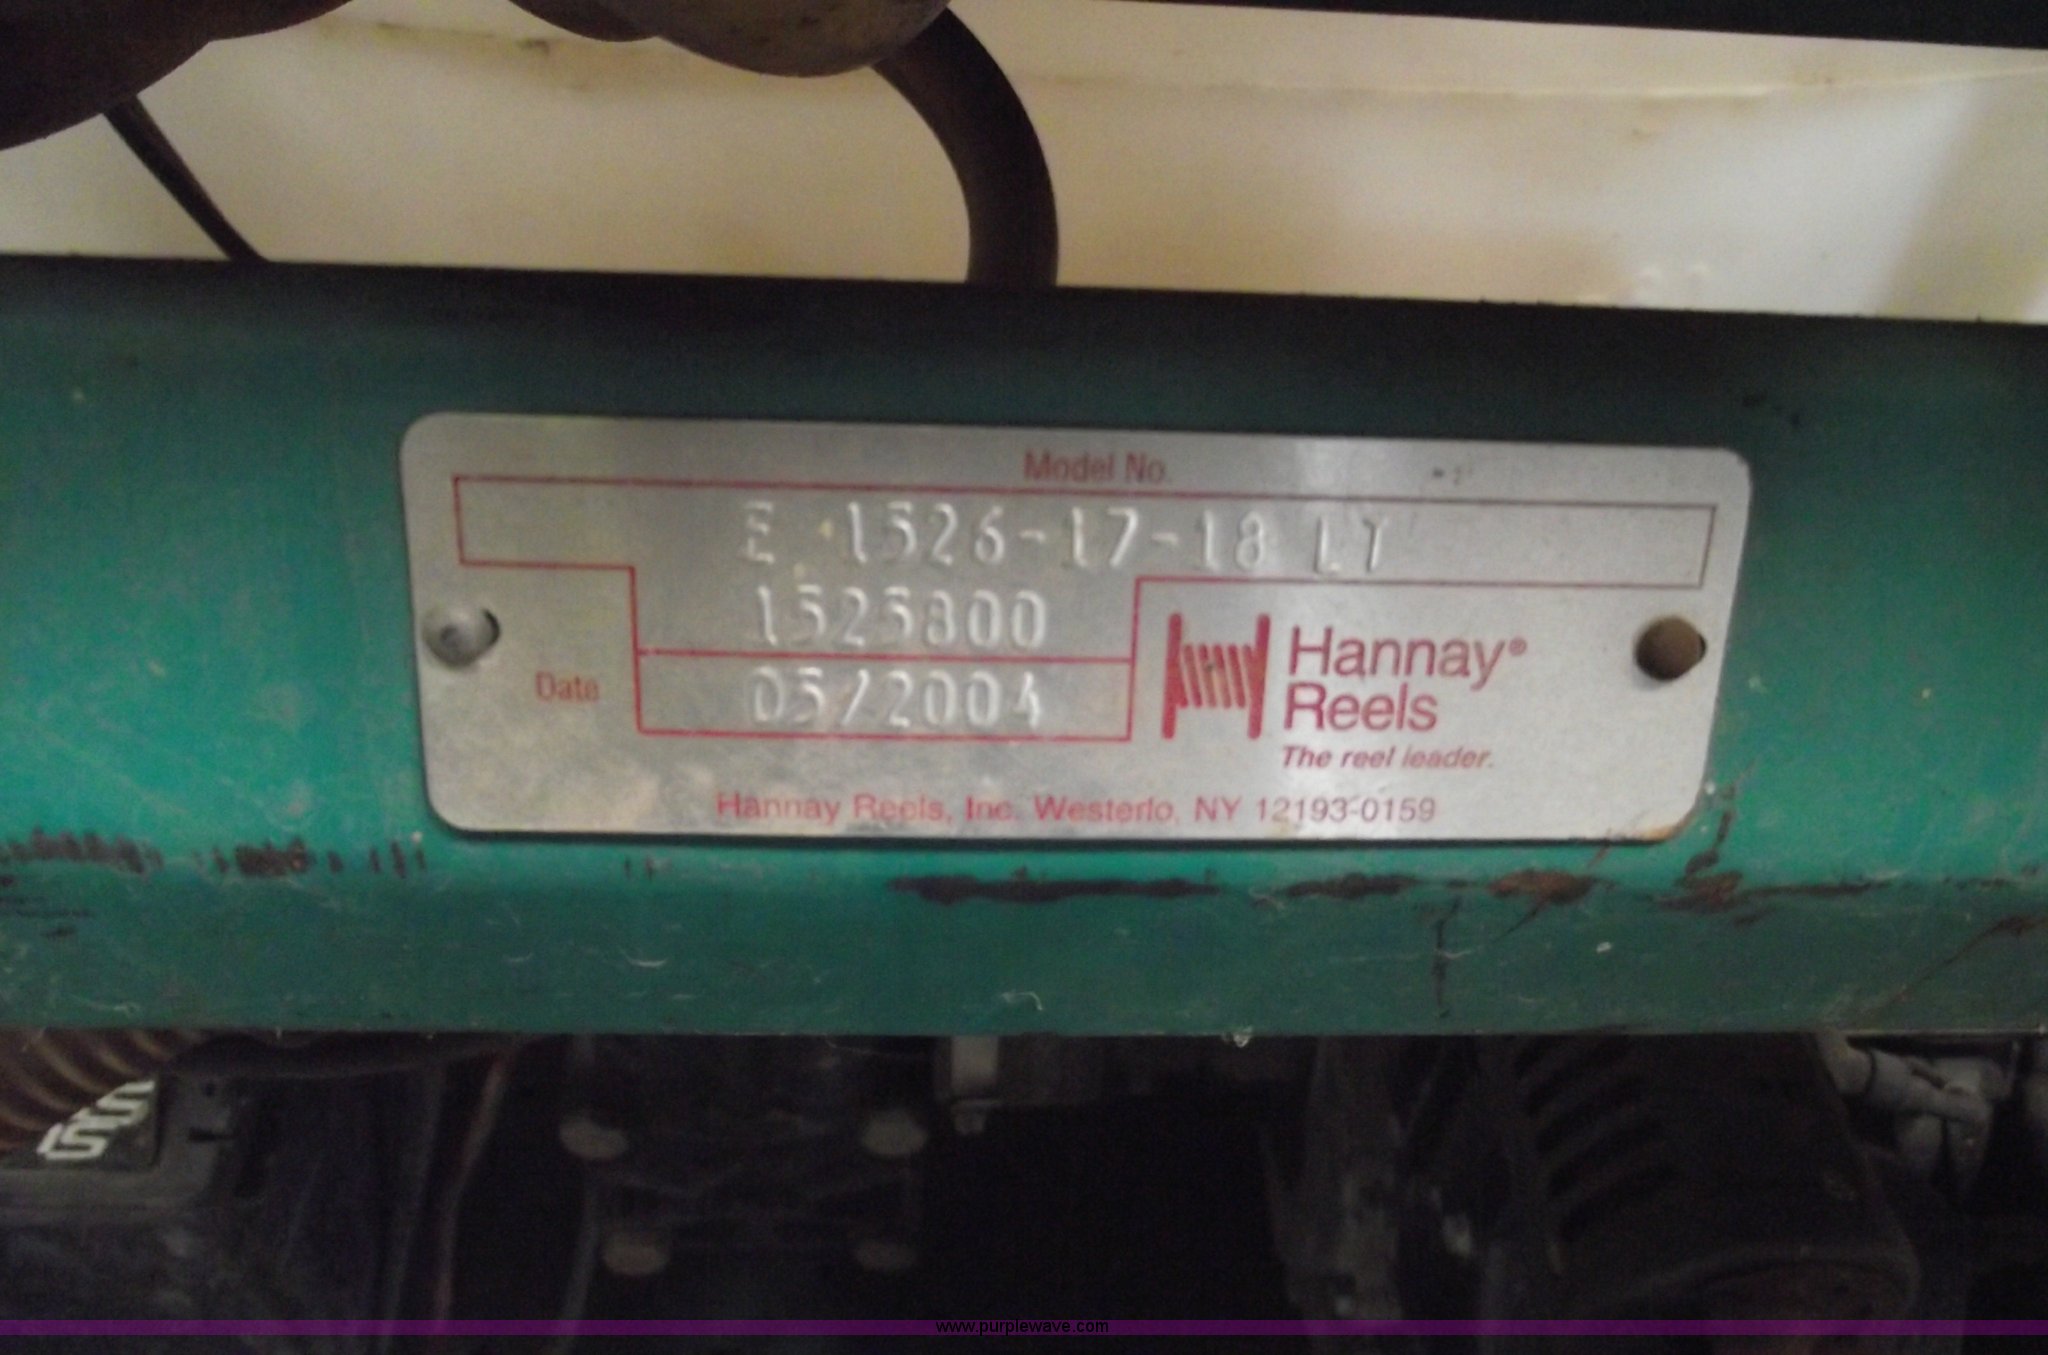 Model No.
E 1526-17-18 LT
1525800
Date 05/2004
Hannay®
Reels
The reel leader.
Hannay Reels, Inc. Westerlo, NY 12193-0159
www.purplewave.com